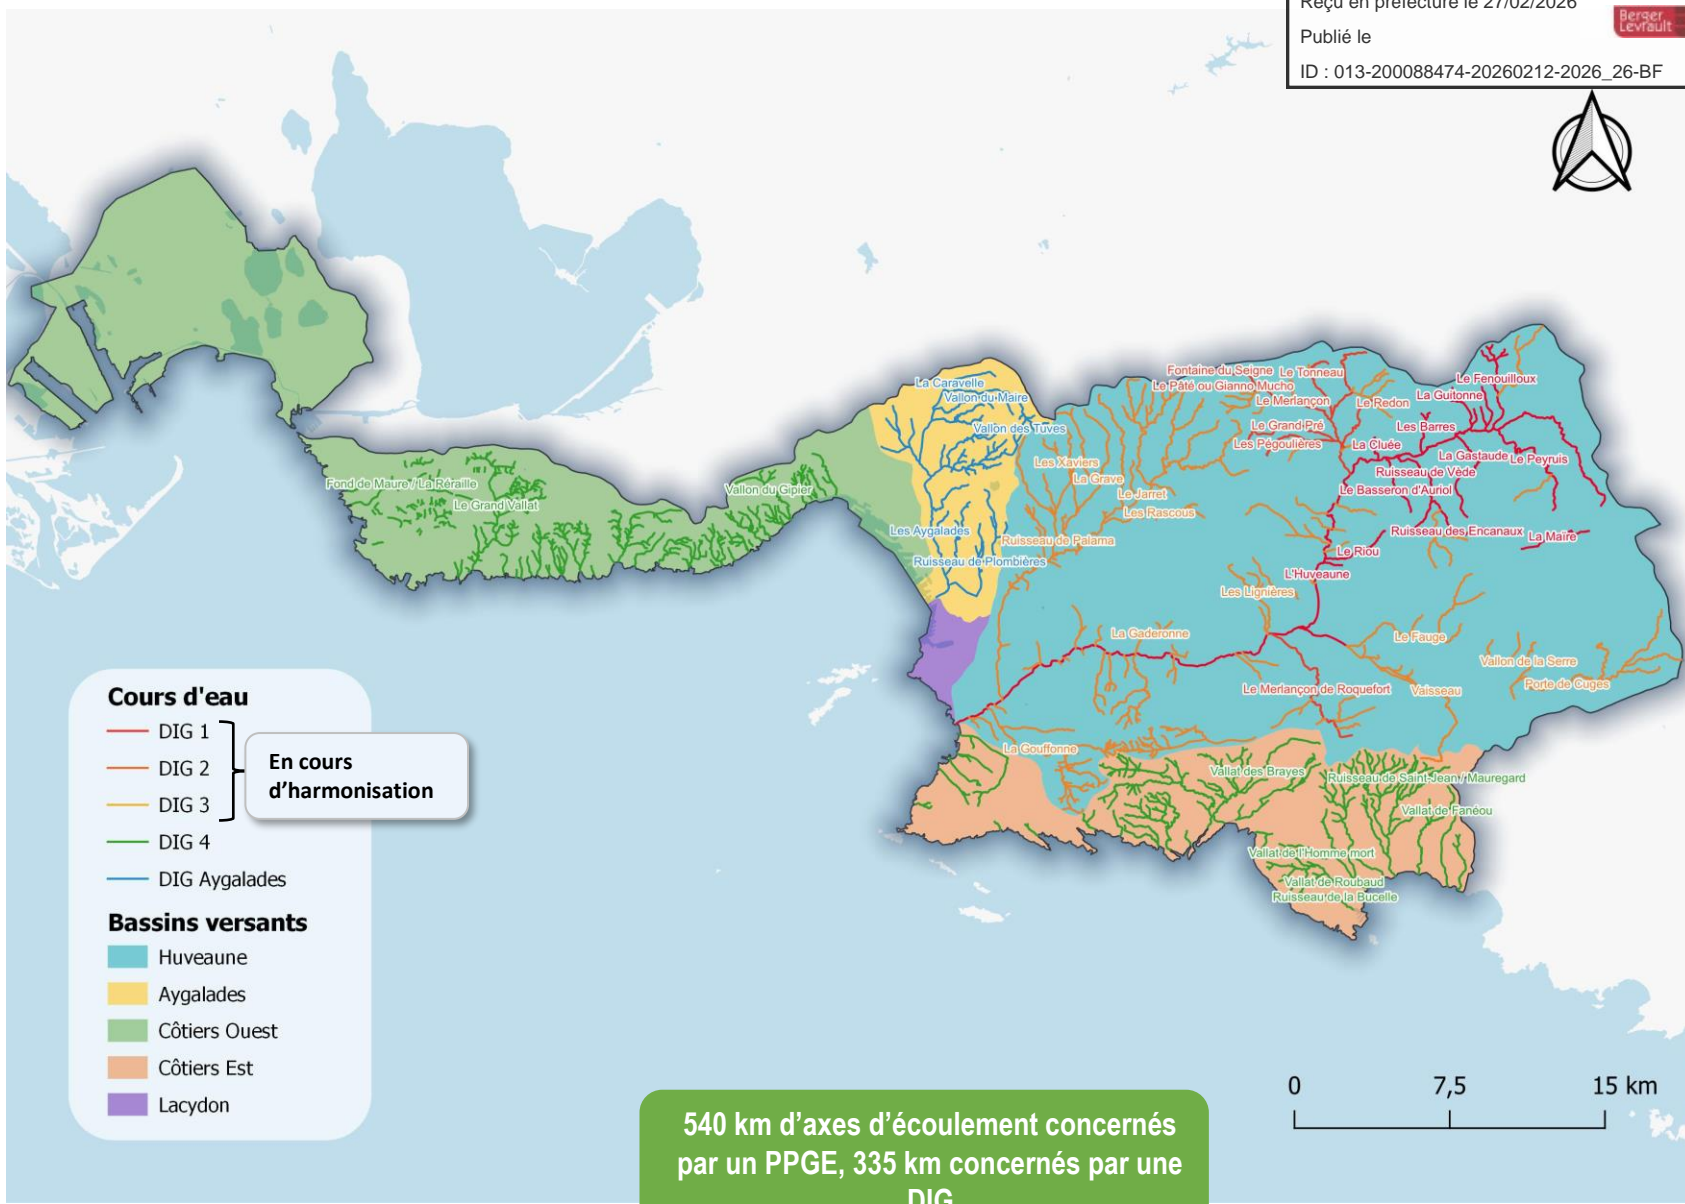 Reçu en préfecture le 27/02/2026
Berger
Levrault
Publié le
ID : 013-200088474-20260212-2026_26-BF
La Caravelle
Vallon du Maire
Vallon des Tuves
Fontaine du Seigne
Le Tonneau
Le Pâté ou Gianno Mucho
Le Merlançon
Le Redon
Le Fenouilloux
La Guitonne
Le Grand Pré
Les Pégoulières
Les Barres
La Cluée
La Gastaude
Le Peyruis
Ruisseau de Vède
Le Basseron d'Auriol
Les Xaviers
La Grave
Le Jarret
Les Rascous
Fond de Maure / La Réraille
Le Grand Vallat
Vallon du Gipier
Les Aygalades
Ruisseau de Palama
Ruisseau de Plombières
Ruisseau des Encanaux
La Maïre
Le Riou
L'Huveaune
Les Lignières
La Gaderonne
Le Fauge
Vallon de la Serre
Porte de Cuges
Le Merlançon de Roquefort
Vaisseau
La Gouffonne
Vallat des Brayes
Ruisseau de Saint-Jean / Mauregard
Vallat de Fanéou
Vallat de l'Homme mort
Vallat de Roubaud
Ruisseau de la Bucelle
Cours d'eau
DIG 1
DIG 2
DIG 3
En cours
d'harmonisation
DIG 4
DIG Aygalades
Bassins versants
Huveaune
Aygalades
Côtiers Ouest
Côtiers Est
Lacydon
0 7,5 15 km
540 km d'axes d'écoulement concernés
par un PPGE, 335 km concernés par une
DIG